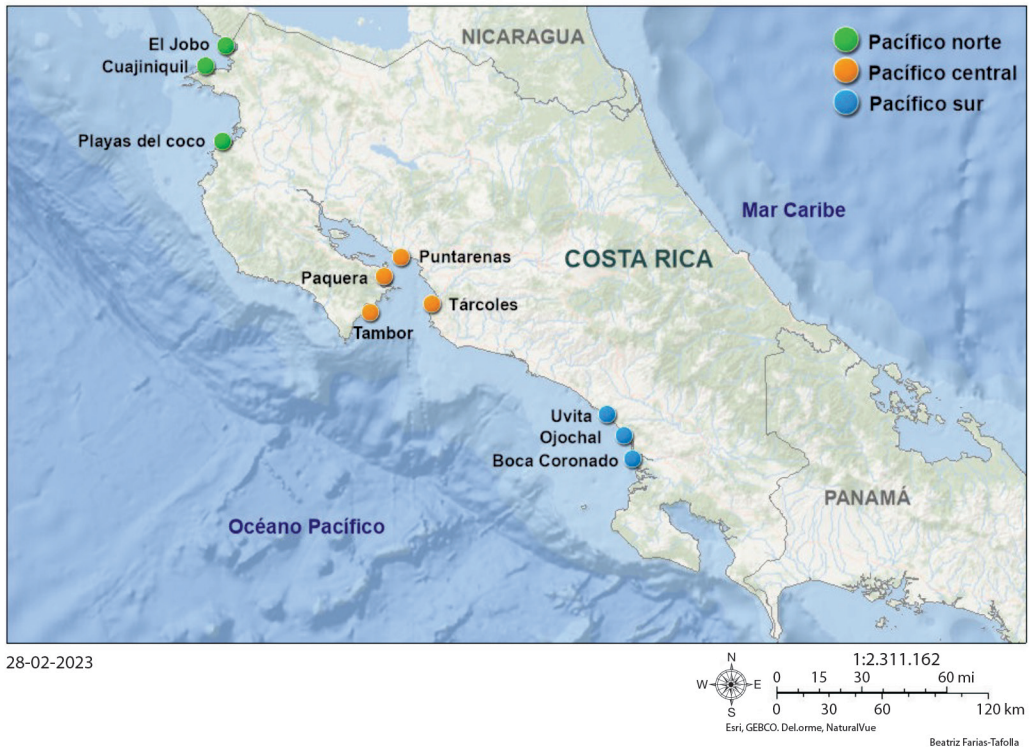 El Jobo
NICARAGUA
Pacífico norte
Cuajiniquil
Pacífico central
Pacífico sur
Playas del coco
Mar Caribe
Puntarenas
COSTA RICA
Paquera
Tárcoles
Tambor
Uvita
Ojochal
Boca Coronado
PANAMÁ
Océano Pacífico
28-02-2023
N
W E
S
1:2.311.162
0 15 30 60 mi
0 30 60 120 km
Esri, GEBCO. Del.orme, NaturalVue
Beatriz Farias-Tafolla